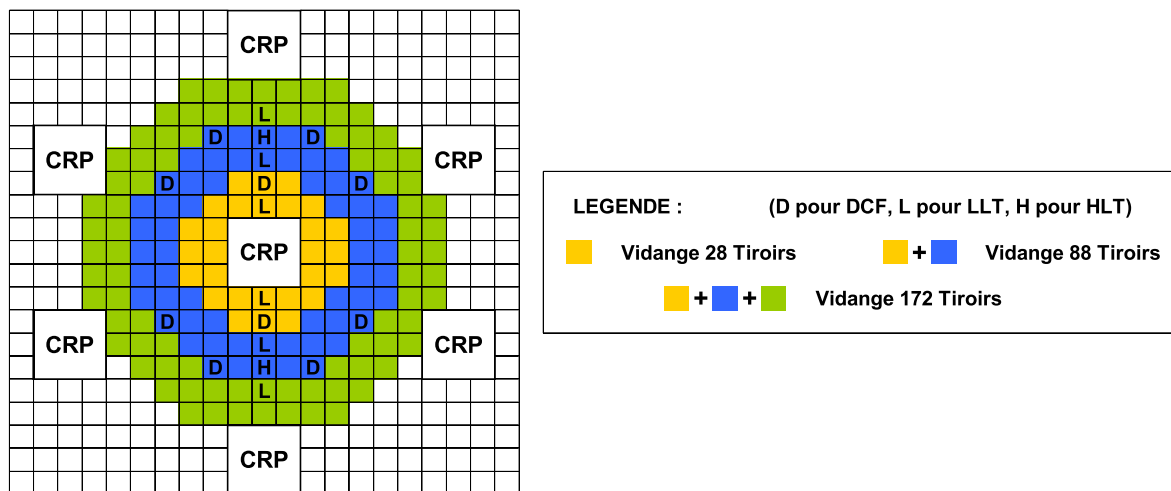 CRP
L
D H D
CRP L CRP
D D D
L
CRP
L
D D D
CRP L CRP
D H D
L
CRP
LEGENDE : (D pour DCF, L pour LLT, H pour HLT)
Vidange 28 Tiroirs + Vidange 88 Tiroirs
+ + Vidange 172 Tiroirs